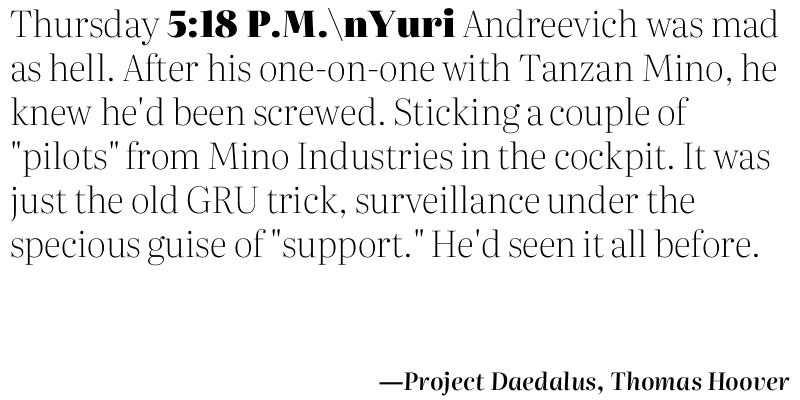 Thursday 5:18 P.M.\nYuri Andreevich was mad
as hell. After his one-on-one with Tanzan Mino, he
knew he'd been screwed. Sticking a couple of
"pilots" from Mino Industries in the cockpit. It was
just the old GRU trick, surveillance under the
specious guise of "support." He'd seen it all before.
—Project Daedalus, Thomas Hoover